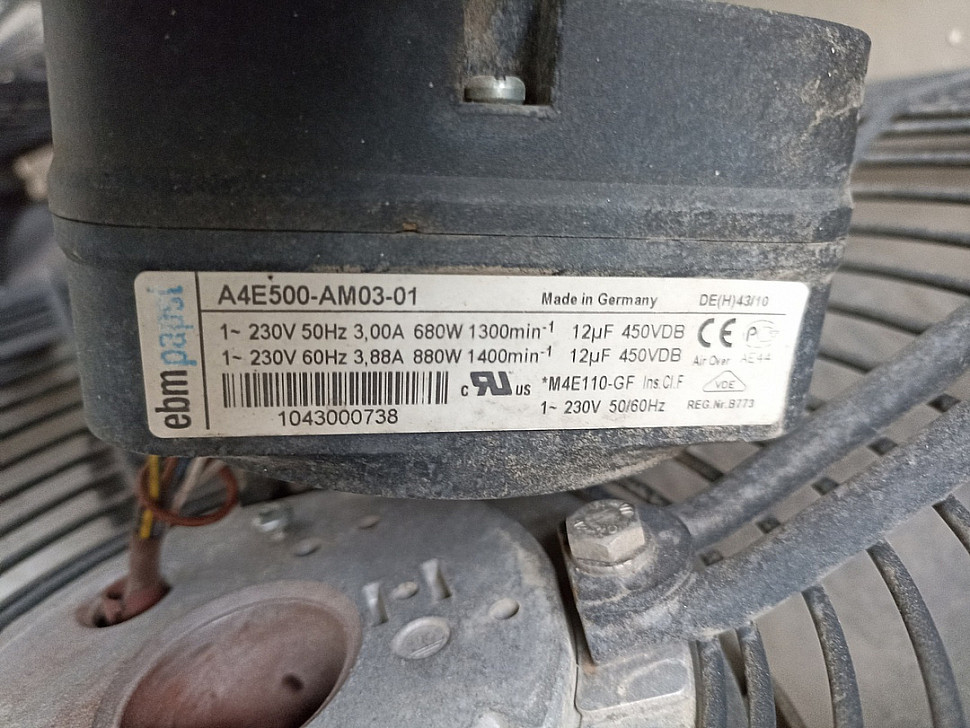 ebmpapst
A4E500-AM03-01 Made in Germany DE(H)43/10
1~ 230V 50Hz 3,00A 680W 1300min-1 12µF 450VDB CE
1~ 230V 60Hz 3,88A 880W 1400min-1 12µF 450VDB Air Over AE44
c RU US *M4E110-GF Ins.Cl.F VDE
1043000738 1~ 230V 50/60Hz REG.Nr.B773